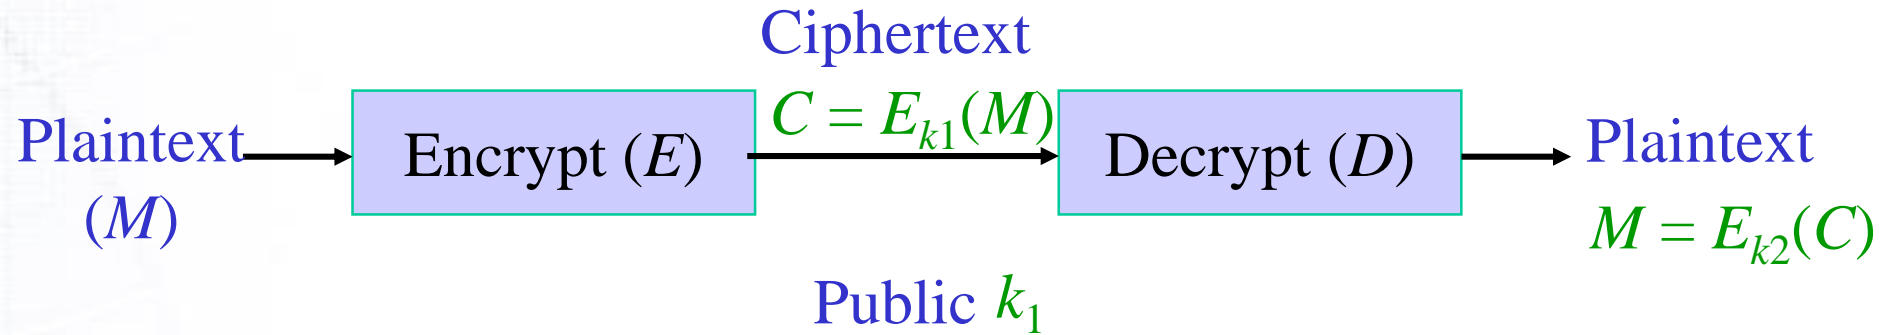 Ciphertext
Plaintext
(M)
Encrypt (E)
C = E_{k1}(M)
Decrypt (D)
Plaintext
M = E_{k2}(C)
Public k_1